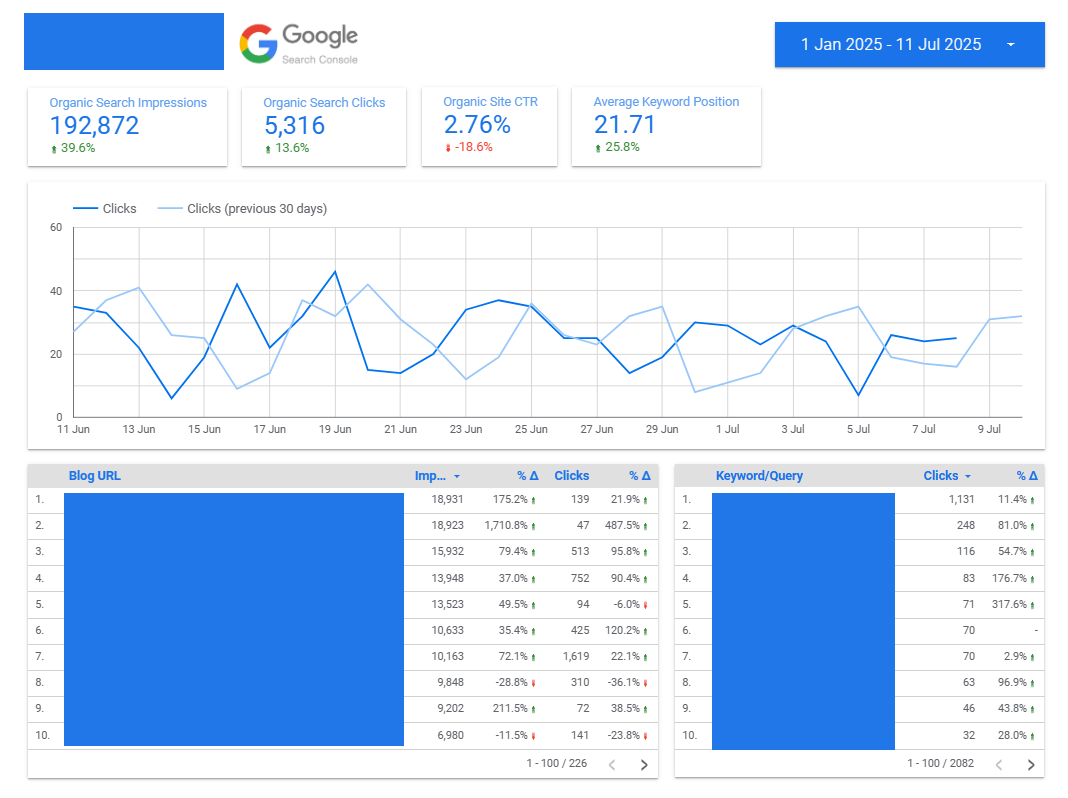 Google
Search Console
1 Jan 2025 - 11 Jul 2025
Organic Search Impressions
192,872
39.6%
Organic Search Clicks
5,316
13.6%
Organic Site CTR
2.76%
-18.6%
Average Keyword Position
21.71
25.8%
Clicks Clicks (previous 30 days)
60
40
20
0
11 Jun 13 Jun 15 Jun 17 Jun 19 Jun 21 Jun 23 Jun 25 Jun 27 Jun 29 Jun 1 Jul 3 Jul 5 Jul 7 Jul 9 Jul
Blog URL Imp... % Δ Clicks % Δ
1. 18,931 175.2% 139 21.9%
2. 18,923 1,710.8% 47 487.5%
3. 15,932 79.4% 513 95.8%
4. 13,948 37.0% 752 90.4%
5. 13,523 49.5% 94 -6.0%
6. 10,633 35.4% 425 120.2%
7. 10,163 72.1% 1,619 22.1%
8. 9,848 -28.8% 310 -36.1%
9. 9,202 211.5% 72 38.5%
10. 6,980 -11.5% 141 -23.8%
1 - 100 / 226
Keyword/Query Clicks % Δ
1. 1,131 11.4%
2. 248 81.0%
3. 116 54.7%
4. 83 176.7%
5. 71 317.6%
6. 70 -
7. 70 2.9%
8. 63 96.9%
9. 46 43.8%
10. 32 28.0%
1 - 100 / 2082